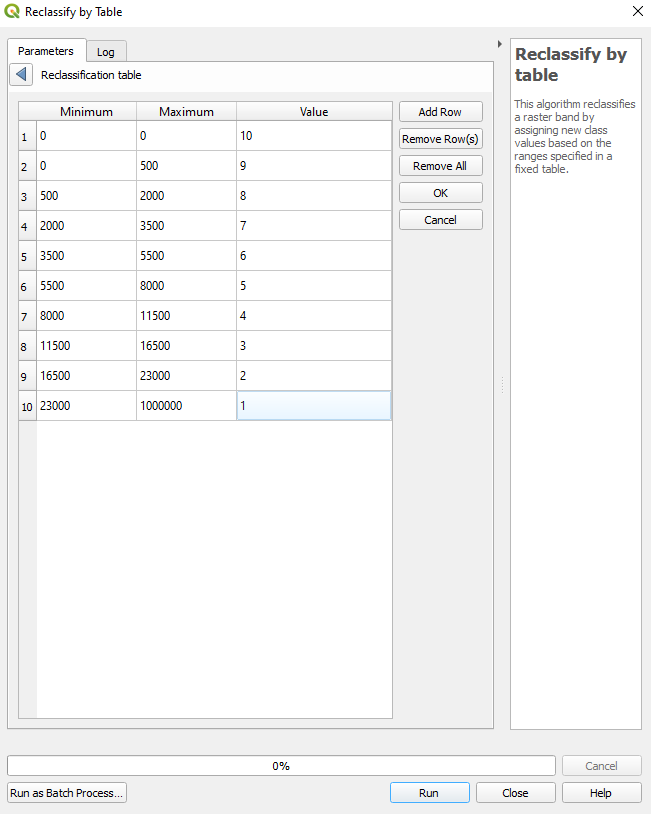 Reclassify by Table
Parameters Log
Reclassification table
Minimum Maximum Value
1 0 0 10
2 0 500 9
3 500 2000 8
4 2000 3500 7
5 3500 5500 6
6 5500 8000 5
7 8000 11500 4
8 11500 16500 3
9 16500 23000 2
10 23000 1000000 1
Add Row
Remove Row(s)
Remove All
OK
Cancel
Reclassify by
table
This algorithm reclassifies
a raster band by
assigning new class
values based on the
ranges specified in a
fixed table.
0%
Cancel
Run as Batch Process...
Run
Close
Help